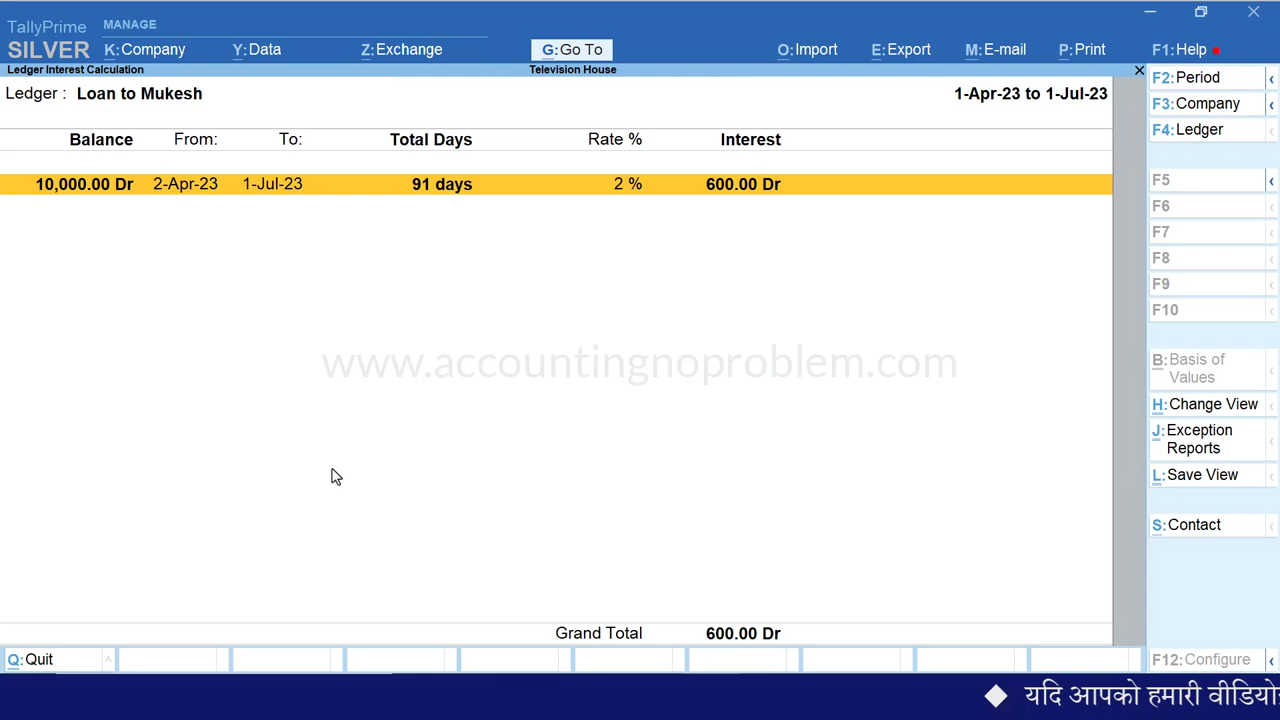 TallyPrime MANAGE
SILVER K:Company Y:Data Z:Exchange G:Go To O:Import E:Export M:E-mail P:Print F1:Help
Ledger Interest Calculation Television House
Ledger : Loan to Mukesh 1-Apr-23 to 1-Jul-23
Balance From: To: Total Days Rate % Interest
10,000.00 Dr 2-Apr-23 1-Jul-23 91 days 2 % 600.00 Dr
www.accountingnoproblem.com
Grand Total 600.00 Dr
F2:Period
F3:Company
F4:Ledger
F5
F6
F7
F8
F9
F10
B:Basis of
Values
H:Change View
J:Exception
Reports
L:Save View
S:Contact
Q:Quit F12:Configure
यदि आपको हमारी वीडियो